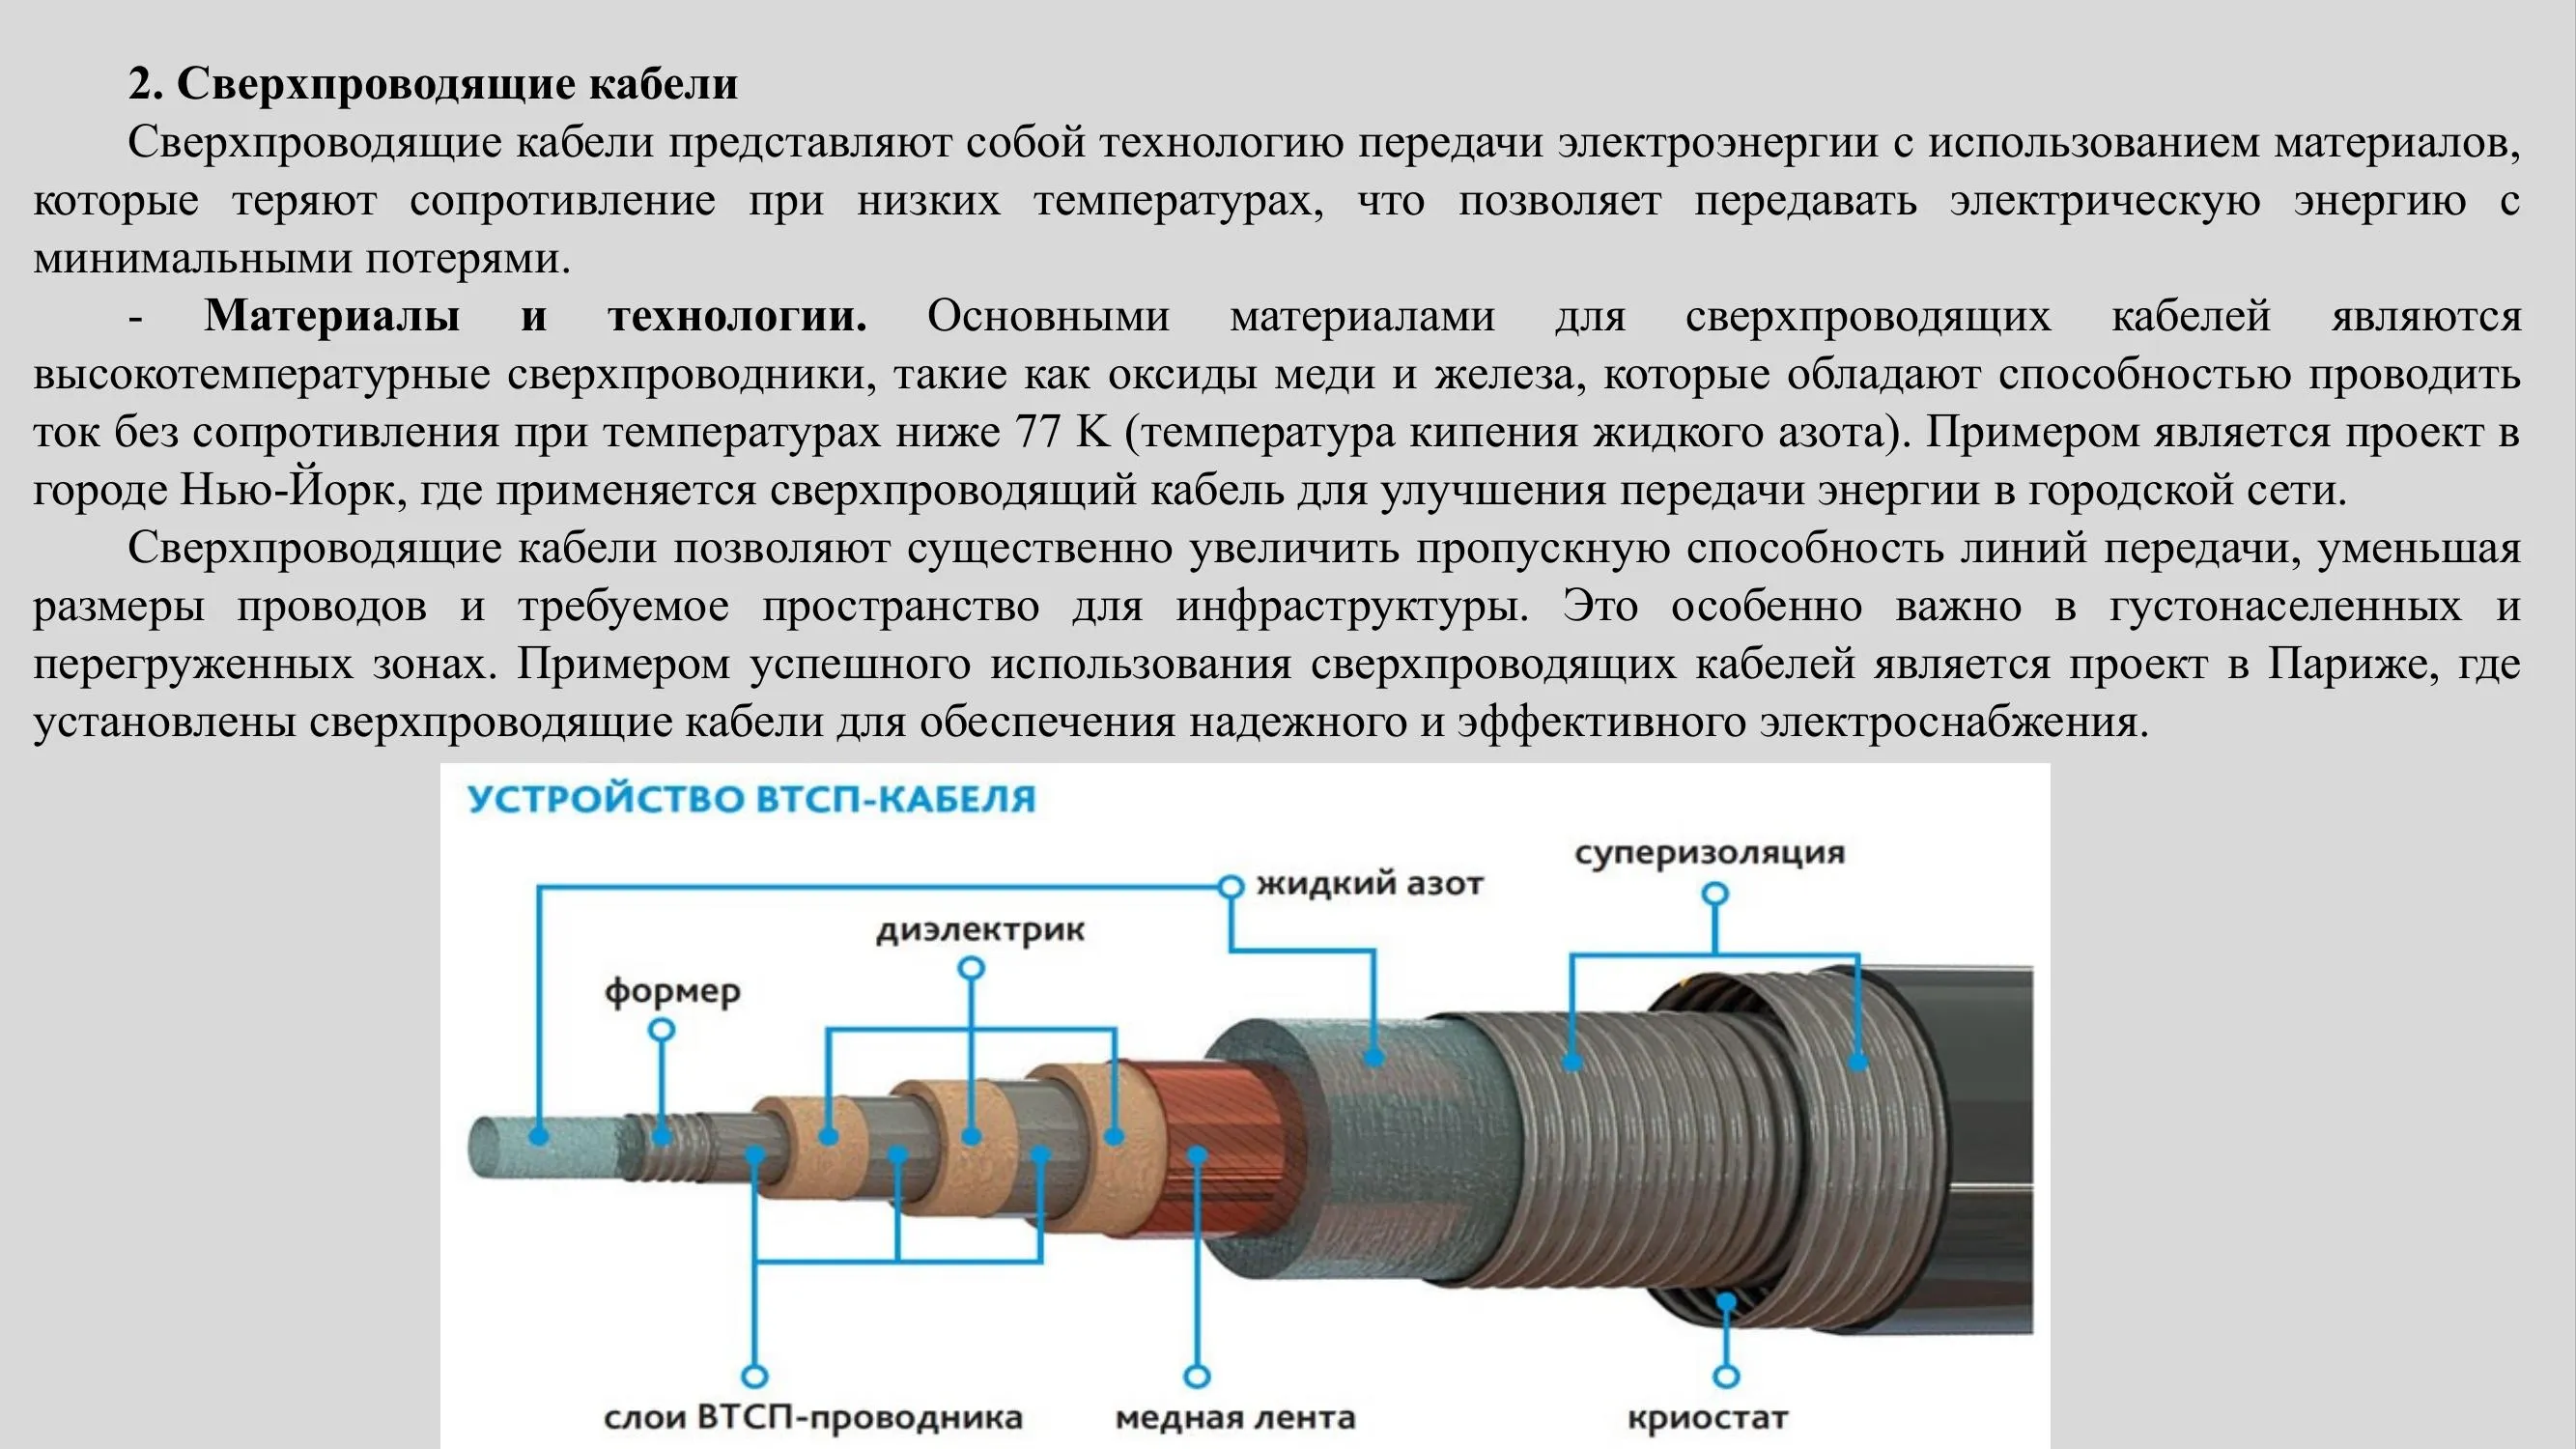 2. Сверхпроводящие кабели
Сверхпроводящие кабели представляют собой технологию передачи электроэнергии с использованием материалов,
которые теряют сопротивление при низких температурах, что позволяет передавать электрическую энергию с
минимальными потерями.
- Материалы и технологии. Основными материалами для сверхпроводящих кабелей являются
высокотемпературные сверхпроводники, такие как оксиды меди и железа, которые обладают способностью проводить
ток без сопротивления при температурах ниже 77 K (температура кипения жидкого азота). Примером является проект в
городе Нью-Йорк, где применяется сверхпроводящий кабель для улучшения передачи энергии в городской сети.
Сверхпроводящие кабели позволяют существенно увеличить пропускную способность линий передачи, уменьшая
размеры проводов и требуемое пространство для инфраструктуры. Это особенно важно в густонаселенных и
перегруженных зонах. Примером успешного использования сверхпроводящих кабелей является проект в Париже, где
установлены сверхпроводящие кабели для обеспечения надежного и эффективного электроснабжения.
УСТРОЙСТВО ВТСП-КАБЕЛЯ
суперизоляция
жидкий азот
диэлектрик
формер
слои ВТСП-проводника
медная лента
криостат